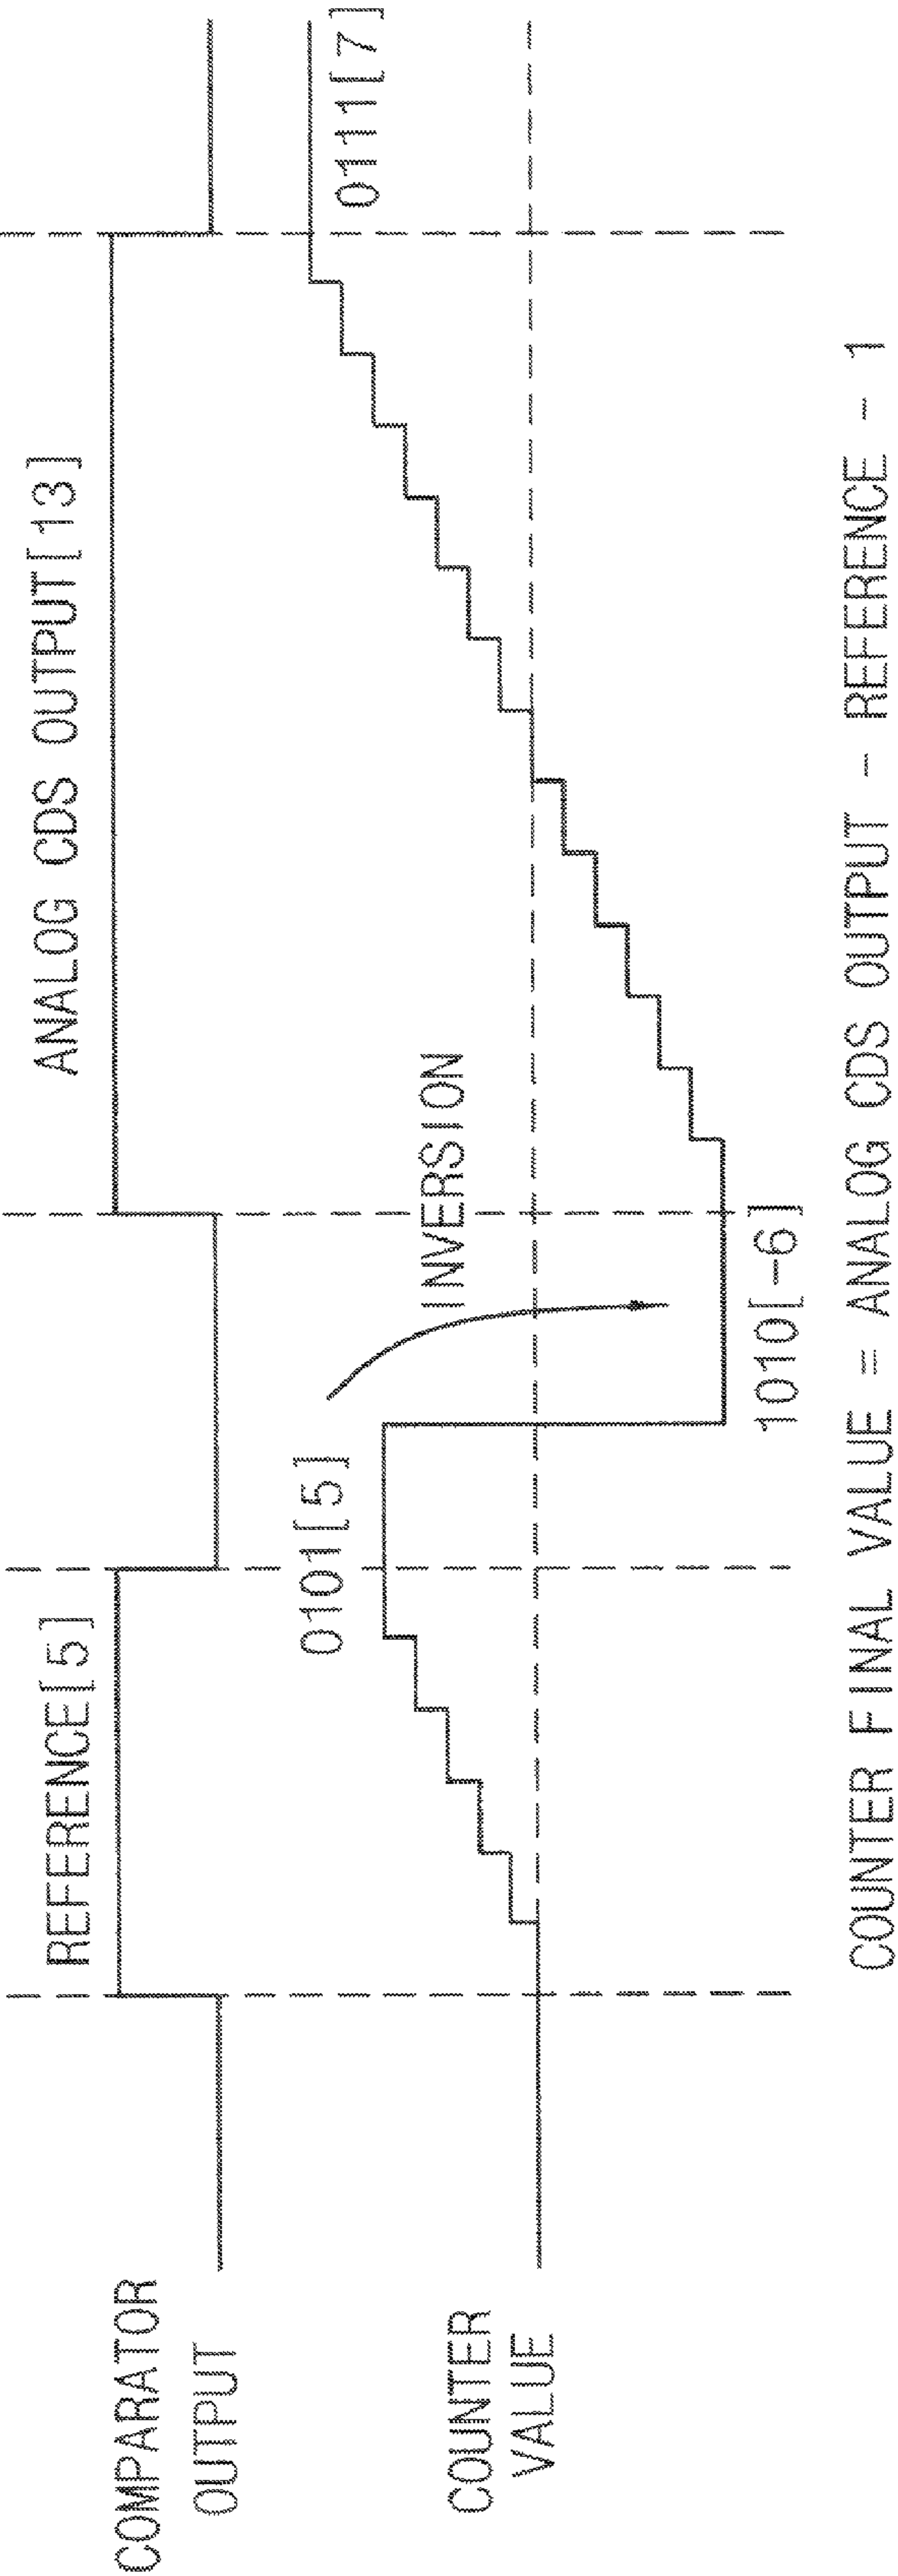 COMPARATOR
OUTPUT
REFERENCE[5]
ANALOG CDS OUTPUT[13]
COUNTER
VALUE
0101[5]
INVERSION
1010[-6]
0111[7]
COUNTER FINAL VALUE = ANALOG CDS OUTPUT - REFERENCE - 1